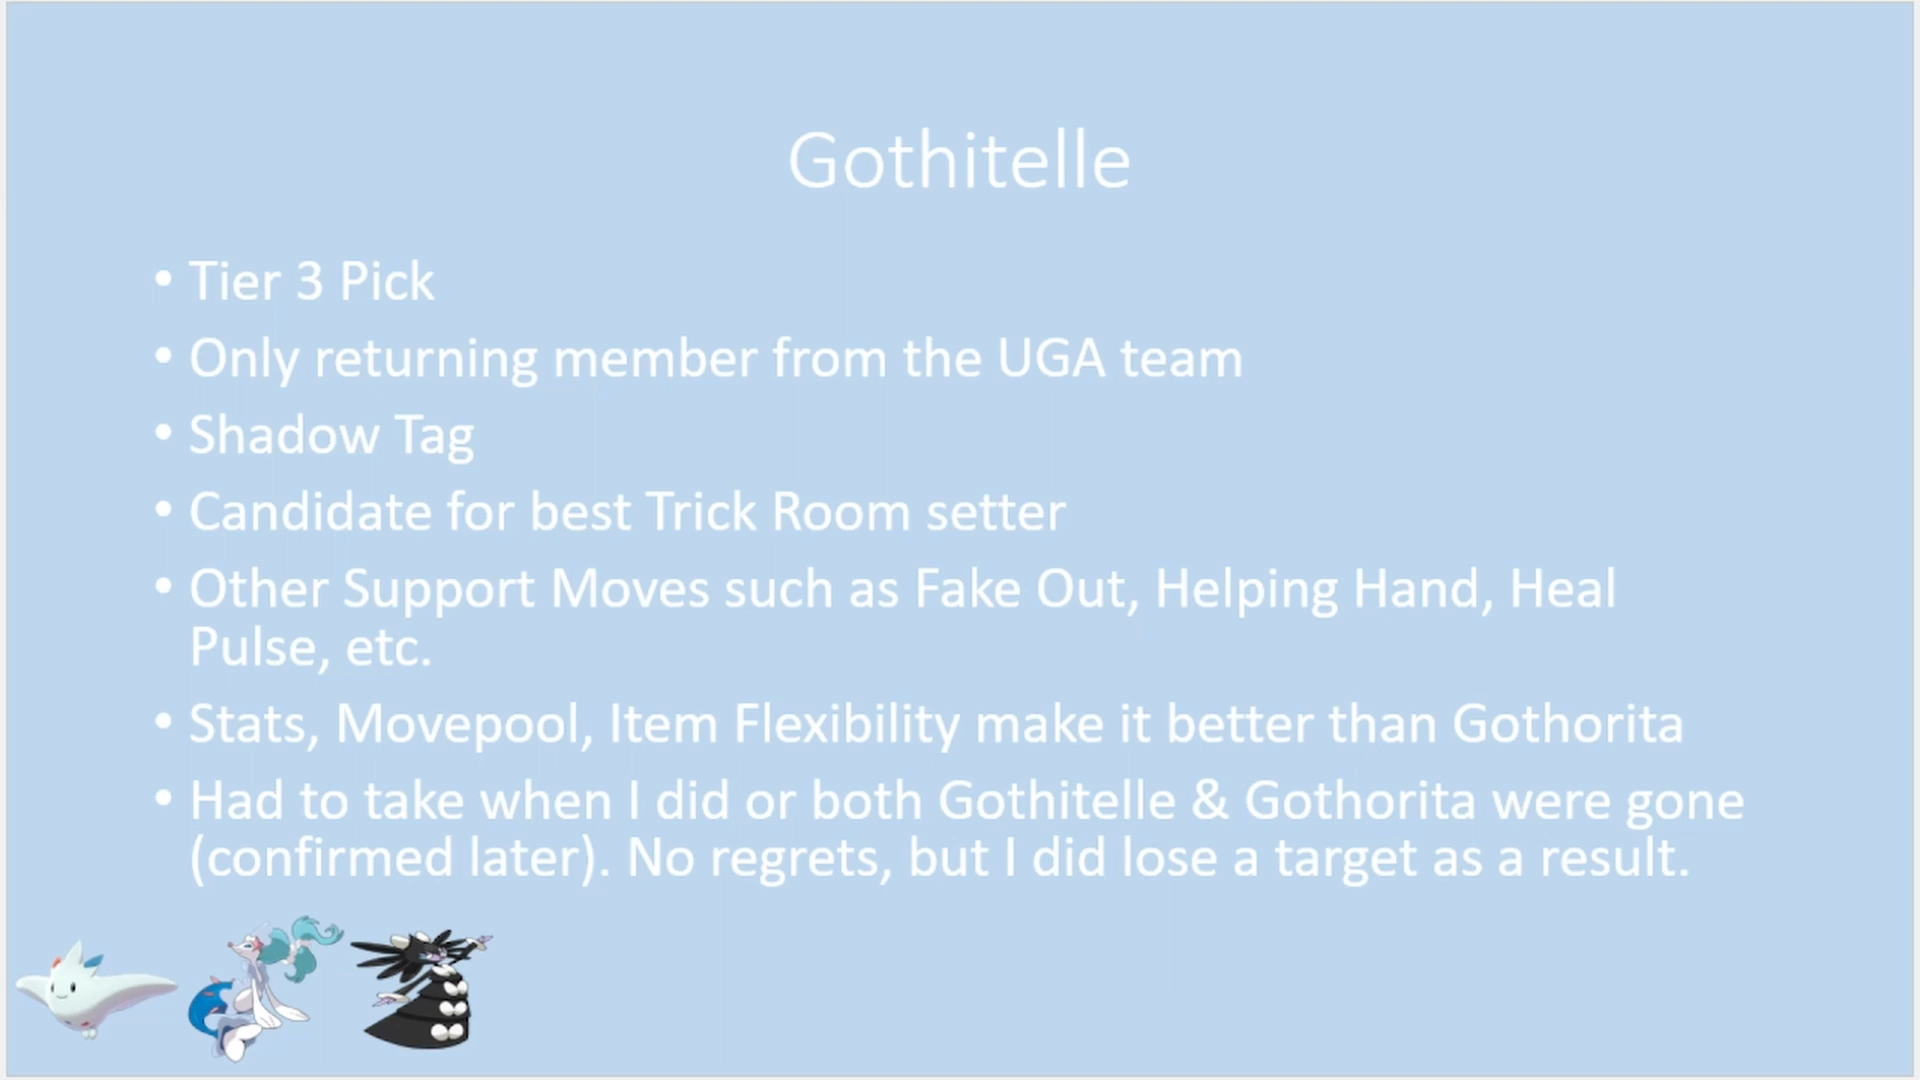 Gothitelle
• Tier 3 Pick
• Only returning member from the UGA team
• Shadow Tag
• Candidate for best Trick Room setter
• Other Support Moves such as Fake Out, Helping Hand, Heal
Pulse, etc.
• Stats, Movepool, Item Flexibility make it better than Gothorita
• Had to take when I did or both Gothitelle & Gothorita were gone
(confirmed later). No regrets, but I did lose a target as a result.